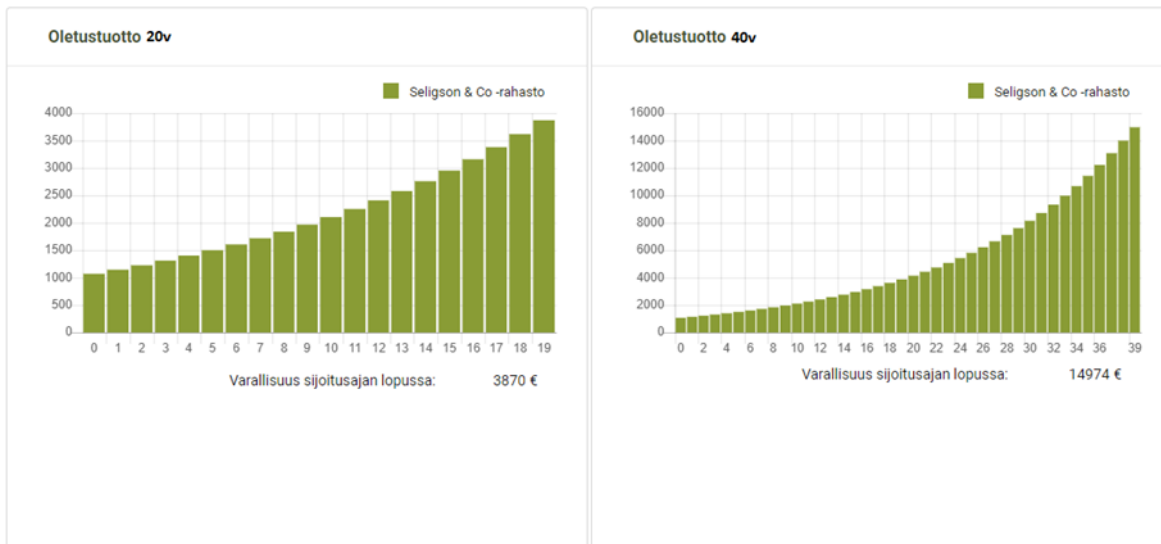 Oletustuotto 20v
Seligson & Co -rahasto
4000
3500
3000
2500
2000
1500
1000
500
0
0 1 2 3 4 5 6 7 8 9 10 11 12 13 14 15 16 17 18 19
Varallisuus sijoitusajan lopussa: 3870 €
Oletustuotto 40v
Seligson & Co -rahasto
16000
14000
12000
10000
8000
6000
4000
2000
0
0 2 4 6 8 10 12 14 16 18 20 22 24 26 28 30 32 34 36 39
Varallisuus sijoitusajan lopussa: 14974 €